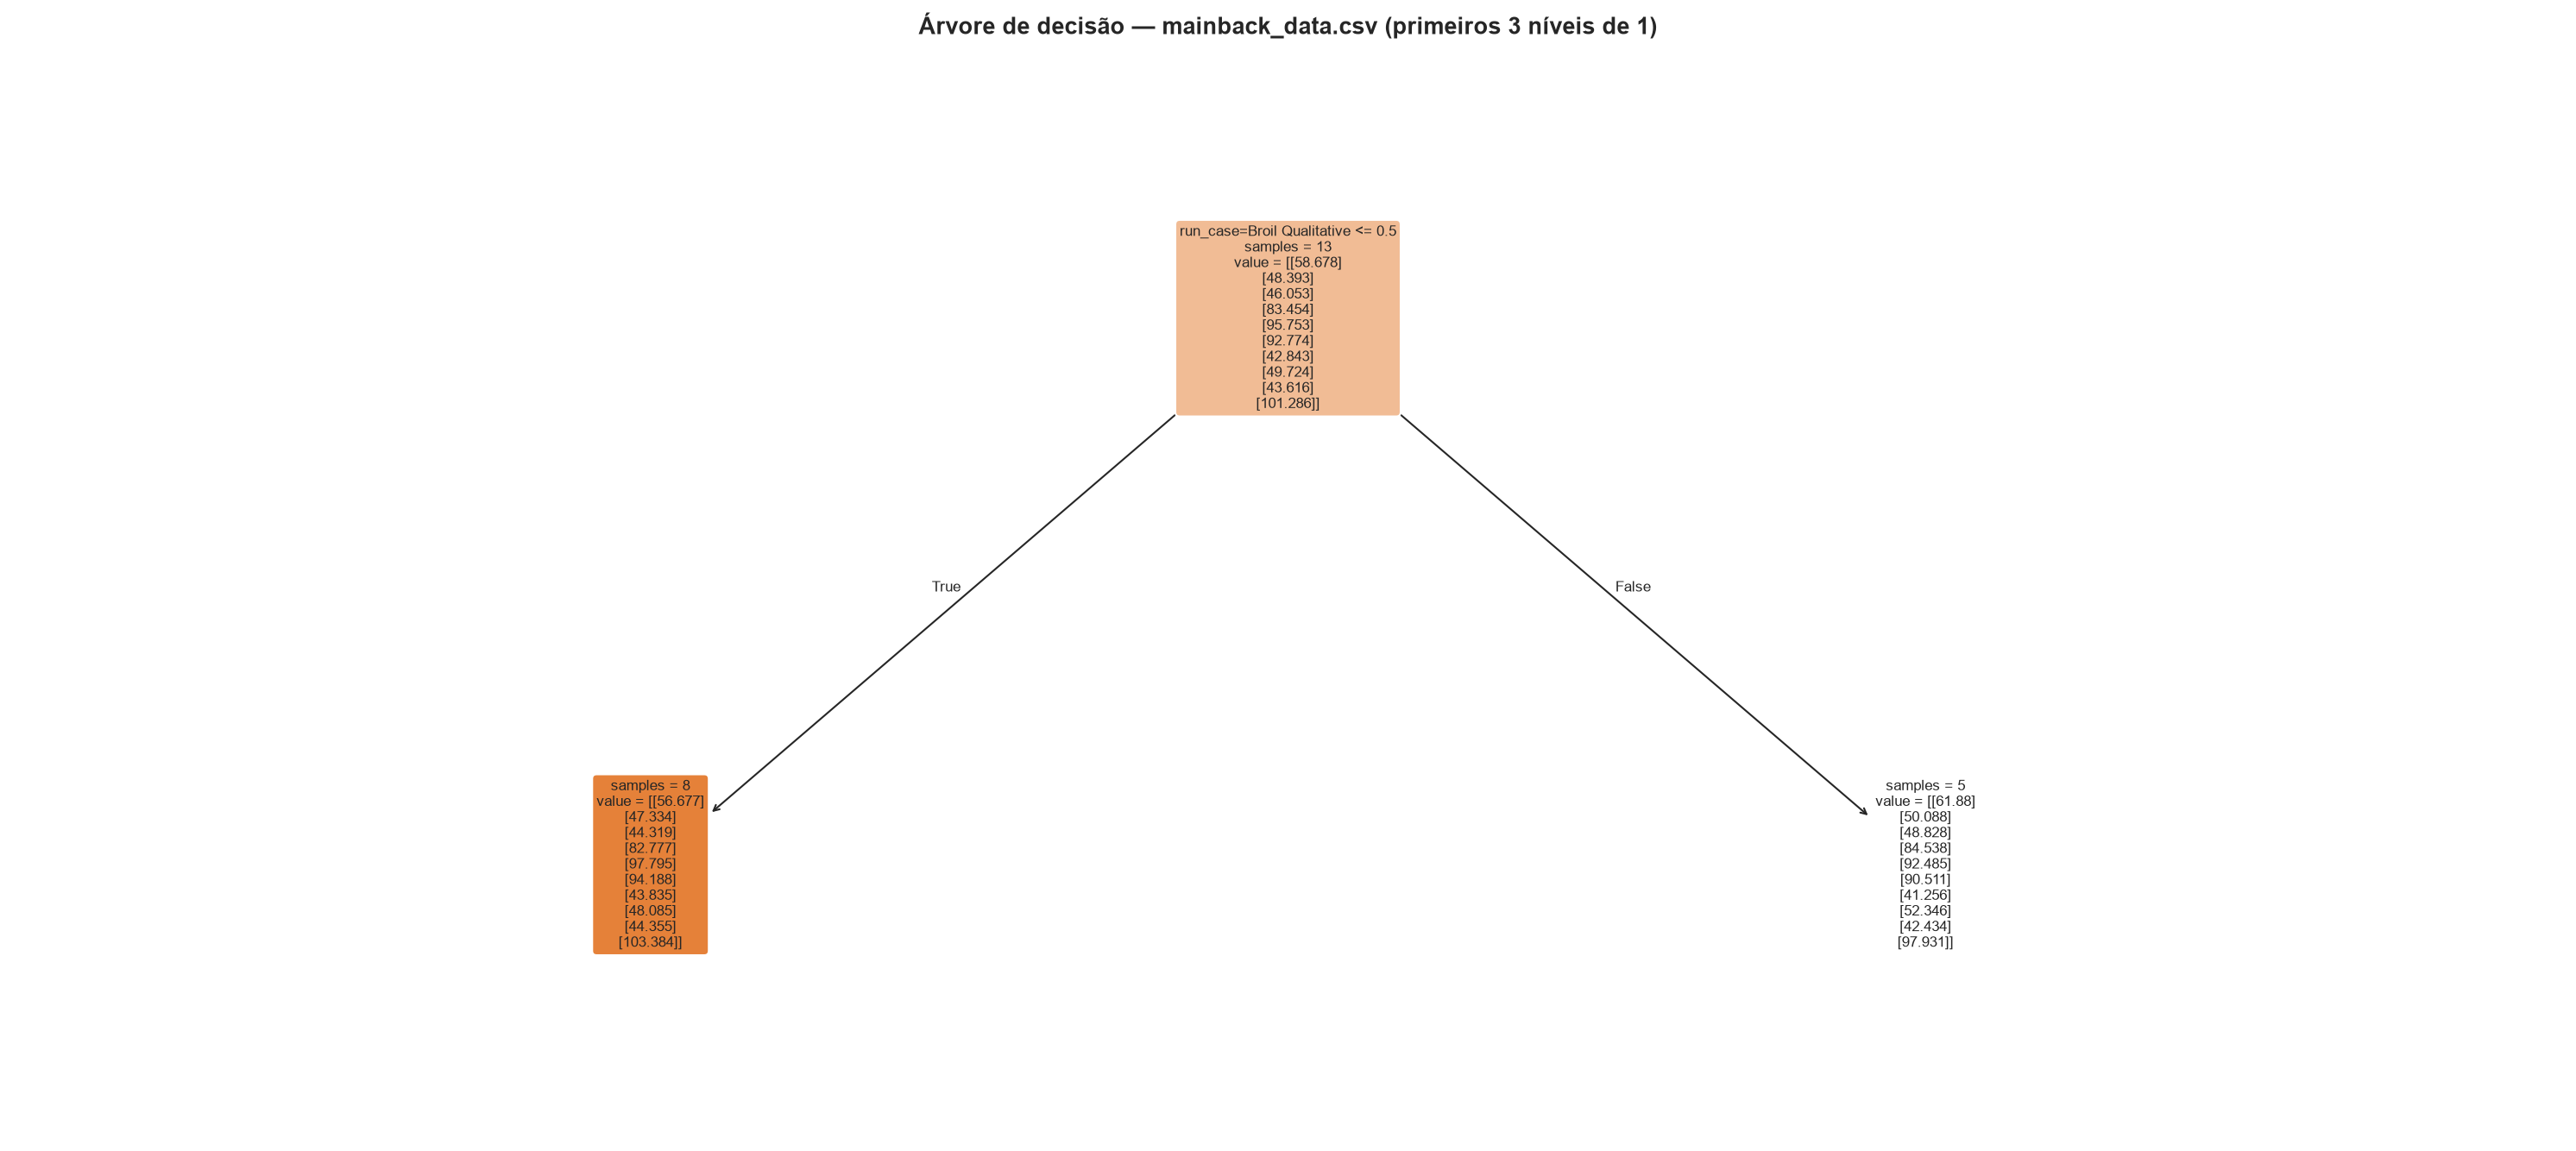 Árvore de decisão — mainback_data.csv (primeiros 3 níveis de 1)
run_case=Broil Qualitative <= 0.5
samples = 13
value = [[58.678]
[48.393]
[46.053]
[83.454]
[95.753]
[92.774]
[42.843]
[49.724]
[43.616]
[101.286]]
True
False
samples = 8
value = [[56.677]
[47.334]
[44.319]
[82.777]
[97.795]
[94.188]
[43.835]
[48.085]
[44.355]
[103.384]]
samples = 5
value = [[61.88]
[50.088]
[48.828]
[84.538]
[92.485]
[90.511]
[41.256]
[52.346]
[42.434]
[97.931]]